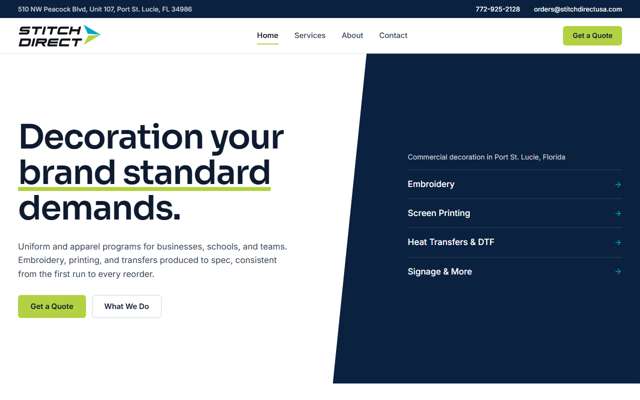 510 NW Peacock Blvd, Unit 107, Port St. Lucie, FL 34986
772-925-2128 orders@stitchdirectusa.com
STITCH
DIRECT
Home Services About Contact
Get a Quote
Decoration your
brand standard
demands.
Uniform and apparel programs for businesses, schools, and teams.
Embroidery, printing, and transfers produced to spec, consistent
from the first run to every reorder.
Get a Quote What We Do
Commercial decoration in Port St. Lucie, Florida
Embroidery
Screen Printing
Heat Transfers & DTF
Signage & More